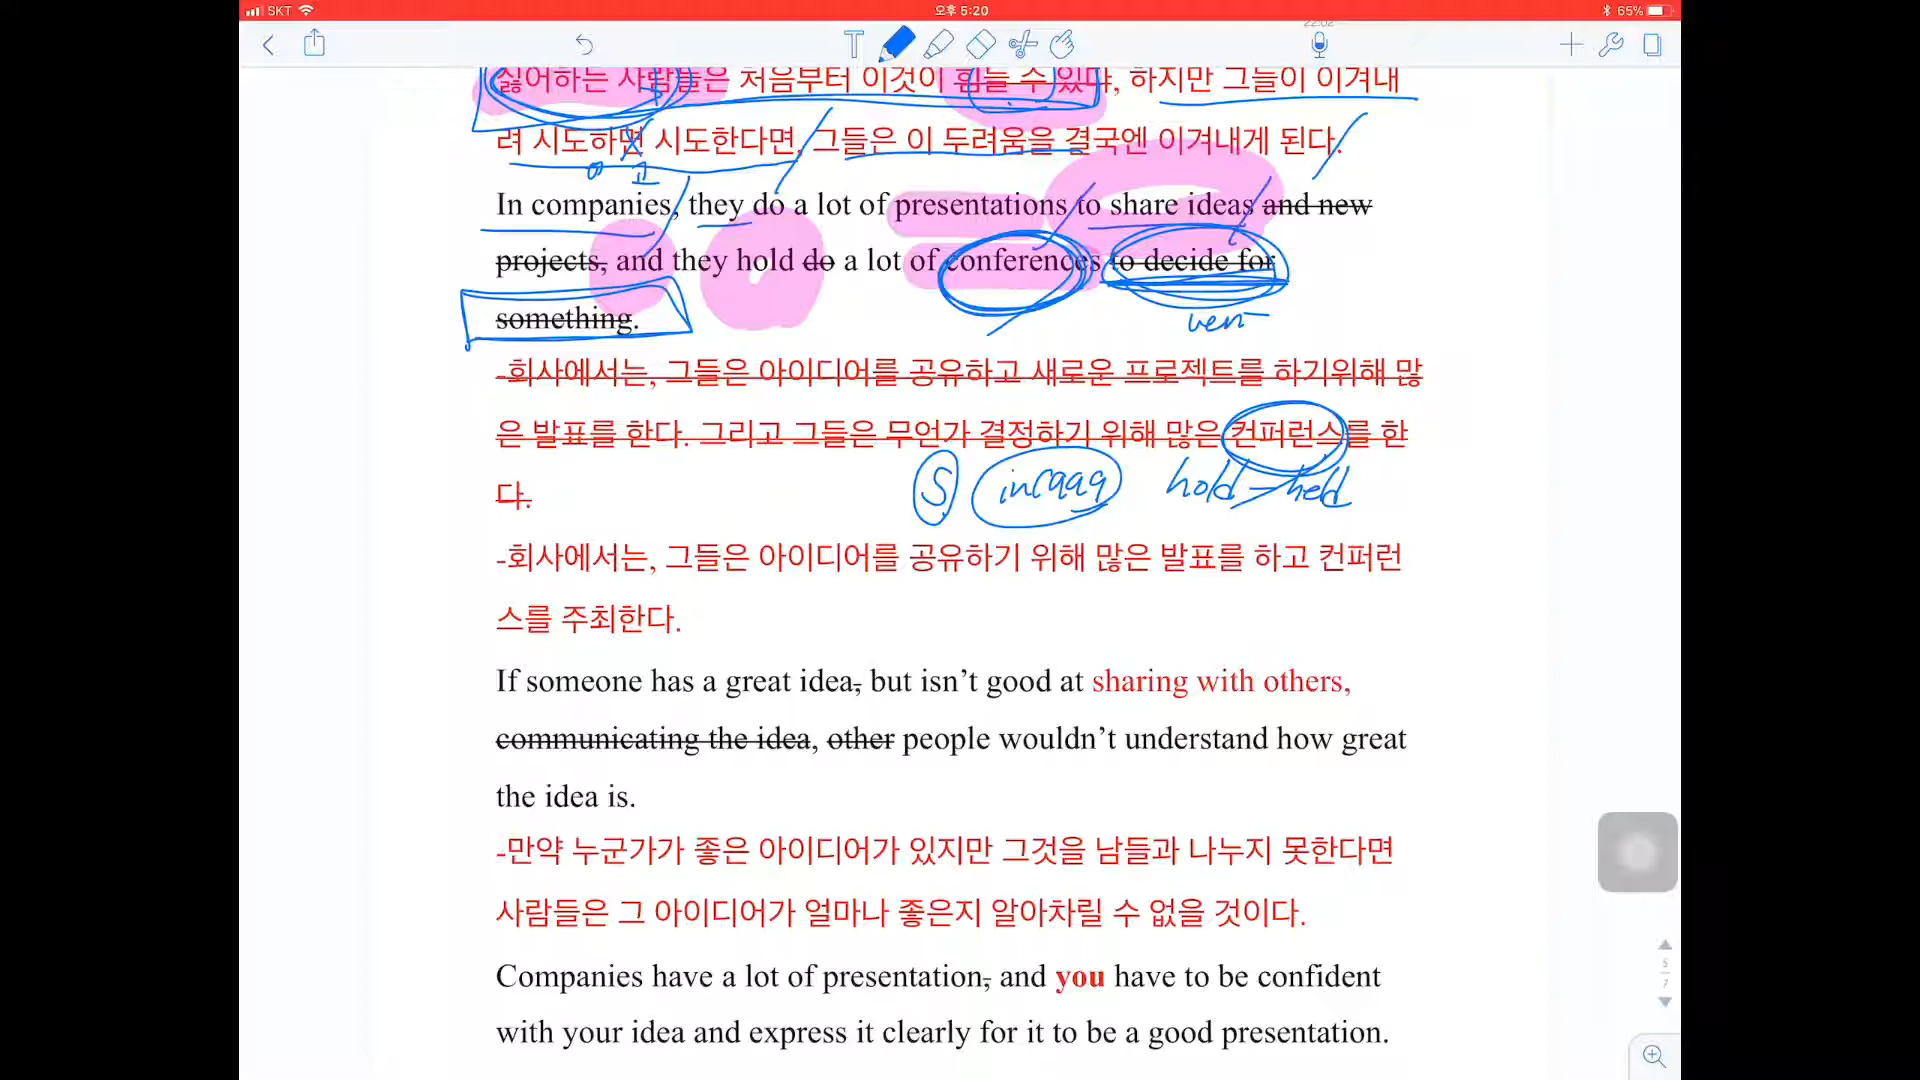 SKT
오후 5:20
65%
싫어하는 사람들은 처음부터 이것이 힘들 수 있다, 하지만 그들이 이겨내
려 시도하면 시도한다면, 그들은 이 두려움을 결국엔 이겨내게 된다.
In companies, they do a lot of presentations to share ideas and new
projects, and they hold do a lot of conferences to decide for
something.
-회사에서는, 그들은 아이디어를 공유하고 새로운 프로젝트를 하기위해 많
은 발표를 한다. 그리고 그들은 무언가 결정하기 위해 많은 컨퍼런스를 한
다.
S hold - held
-회사에서는, 그들은 아이디어를 공유하기 위해 많은 발표를 하고 컨퍼런
스를 주최한다.
If someone has a great idea, but isn't good at sharing with others,
communicating the idea, other people wouldn't understand how great
the idea is.
-만약 누군가가 좋은 아이디어가 있지만 그것을 남들과 나누지 못한다면
사람들은 그 아이디어가 얼마나 좋은지 알아차릴 수 없을 것이다.
Companies have a lot of presentation, and you have to be confident
with your idea and express it clearly for it to be a good presentation.
5
7